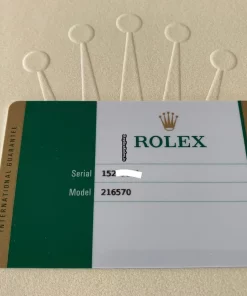 ROLEX
Serial 152
Model 216570
INTERNATIONAL GUARANTEE